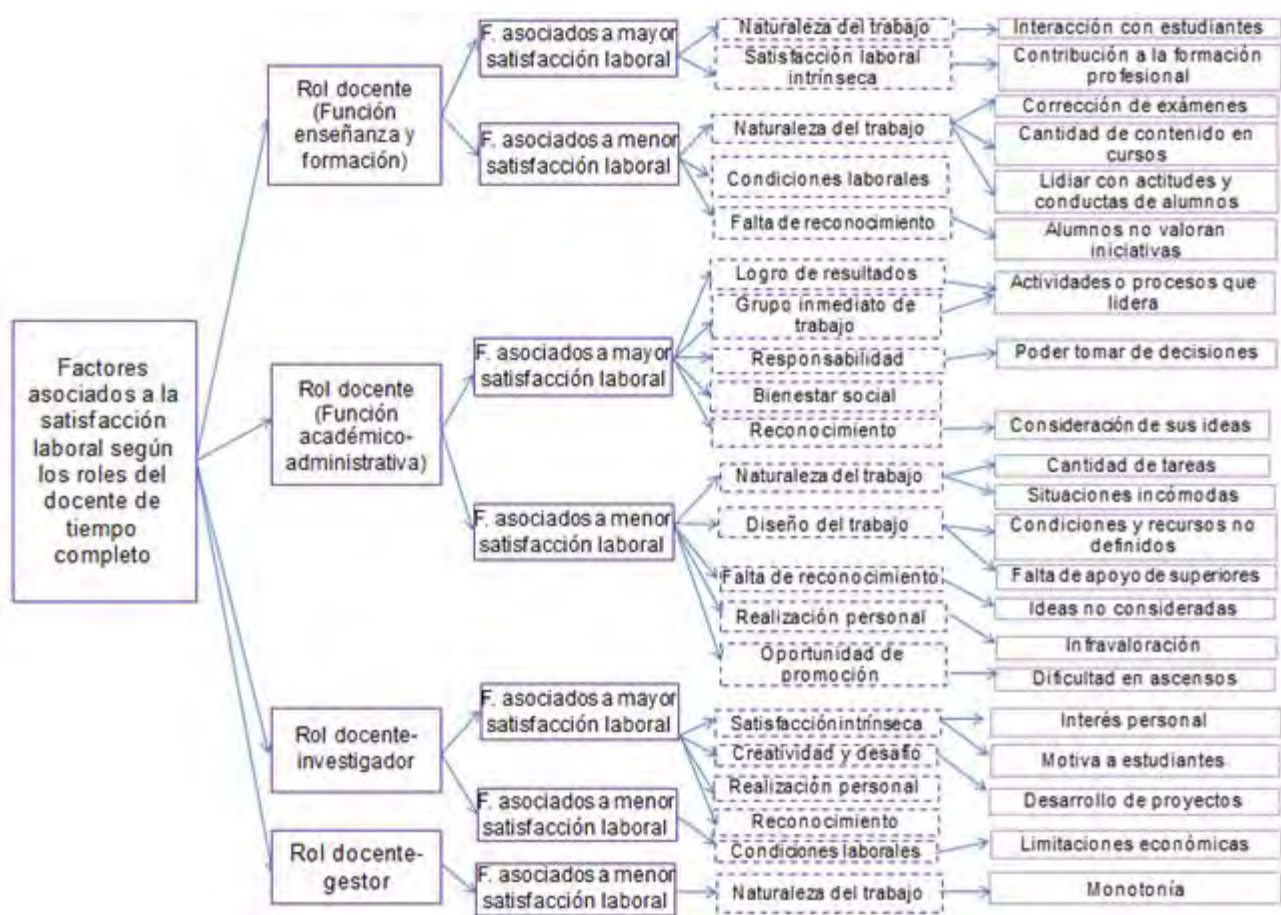 Factores
asociados a la
satisfacción
laboral según
los roles del
docente de
tiempo
completo
Rol docente
(Función
enseñanza y
formación)
F. asociados a mayor
satisfacción laboral
Naturaleza del trabajo
Interacción con estudiantes
Satisfacción laboral
intrínseca
Contribución a la formación
profesional
F. asociados a menor
satisfacción laboral
Naturaleza del trabajo
Corrección de exámenes
Cantidad de contenido en
cursos
Lidiar con actitudes y
conductas de alumnos
Condiciones laborales
Falta de reconocimiento
Alumnos no valoran
iniciativas
Rol docente
(Función
académico-
administrativa)
F. asociados a mayor
satisfacción laboral
Logro de resultados
Grupo inmediato de
trabajo
Actividades o procesos que
lidera
Responsabilidad
Poder tomar de decisiones
Bienestar social
Reconocimiento
Consideración de sus ideas
F. asociados a menor
satisfacción laboral
Naturaleza del trabajo
Cantidad de tareas
Situaciones incómodas
Diseño del trabajo
Condiciones y recursos no
definidos
Falta de apoyo de superiores
Falta de reconocimiento
Ideas no consideradas
Realización personal
Infravaloración
Oportunidad de
promoción
Dificultad en ascensos
Rol docente-
investigador
F. asociados a mayor
satisfacción laboral
Satisfacción intrínseca
Interés personal
Motiva a estudiantes
Creatividad y desafío
Desarrollo de proyectos
Realización personal
Reconocimiento
F. asociados a menor
satisfacción laboral
Condiciones laborales
Limitaciones económicas
Rol docente-
gestor
F. asociados a menor
satisfacción laboral
Naturaleza del trabajo
Monotonía